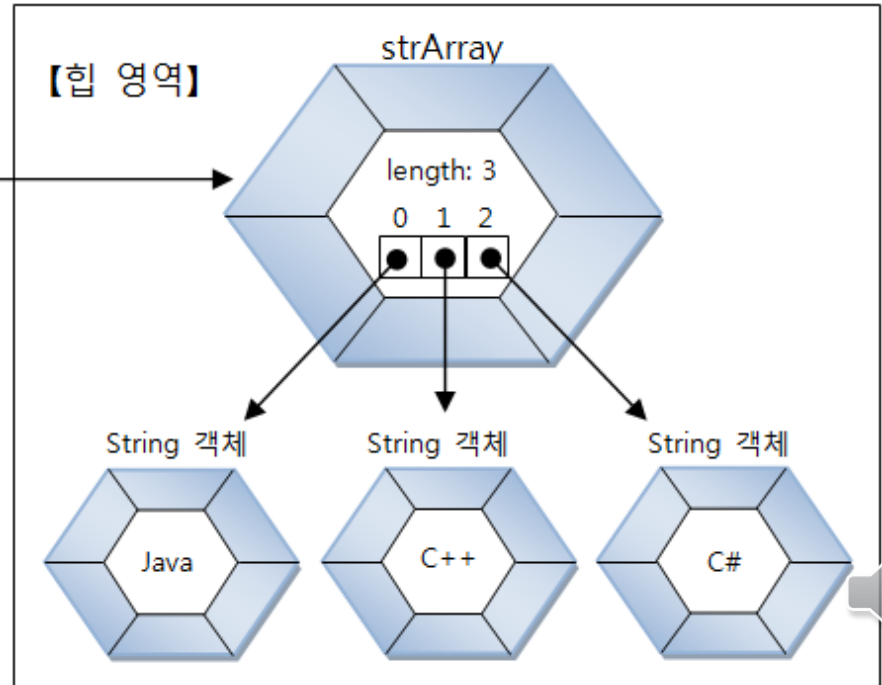 strArray
【힙 영역】
length: 3
0 1 2
String 객체 String 객체 String 객체
Java C++ C#